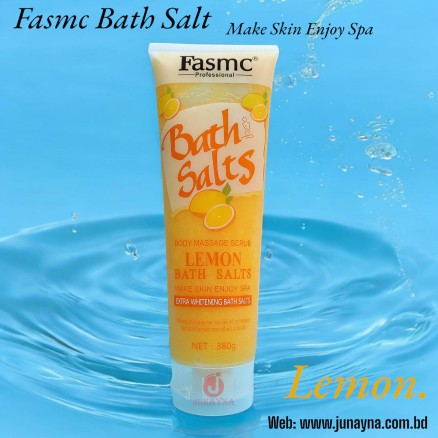 Fasmc Bath Salt
Make Skin Enjoy Spa
Fasmc
Professional
Bath
Salts
BODY MASSAGE SCRUB
LEMON
BATH SALTS
MAKE SKIN ENJOY SPA
EXTRA WHITENING BATH SALTS
NET : 380g
JUNAYNA
Lemon.
Web: www.junayna.com.bd